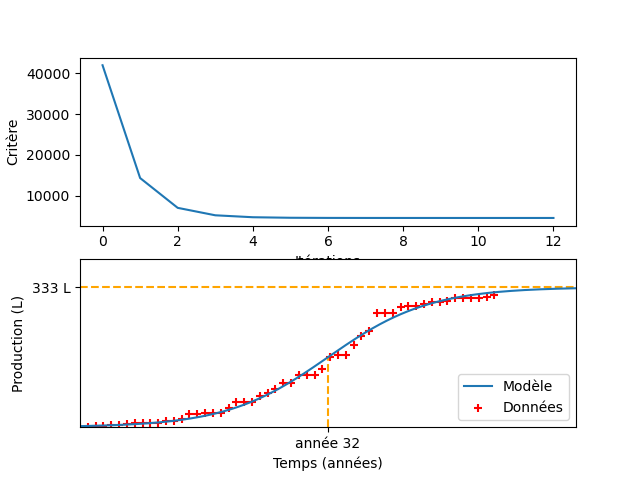 40000
30000
20000
10000
Critère
0 2 4 6 8 10 12
Itérations
333 L
Production (L)
Modèle
Données
année 32
Temps (années)